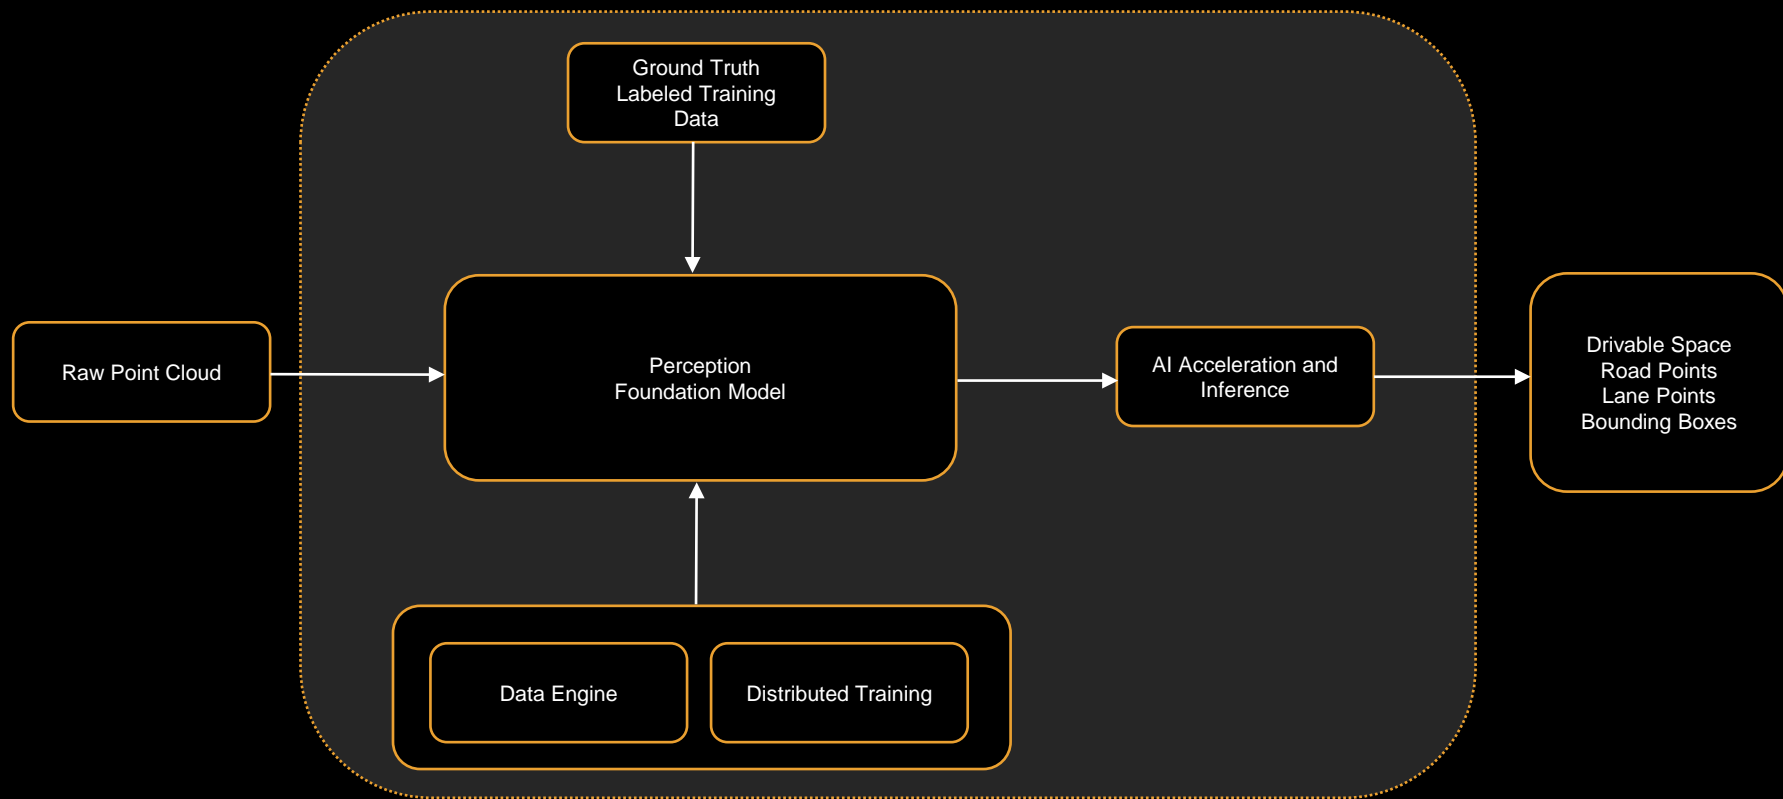 Ground Truth
Labeled Training
Data
Raw Point Cloud
Perception
Foundation Model
AI Acceleration and
Inference
Drivable Space
Road Points
Lane Points
Bounding Boxes
Data Engine
Distributed Training